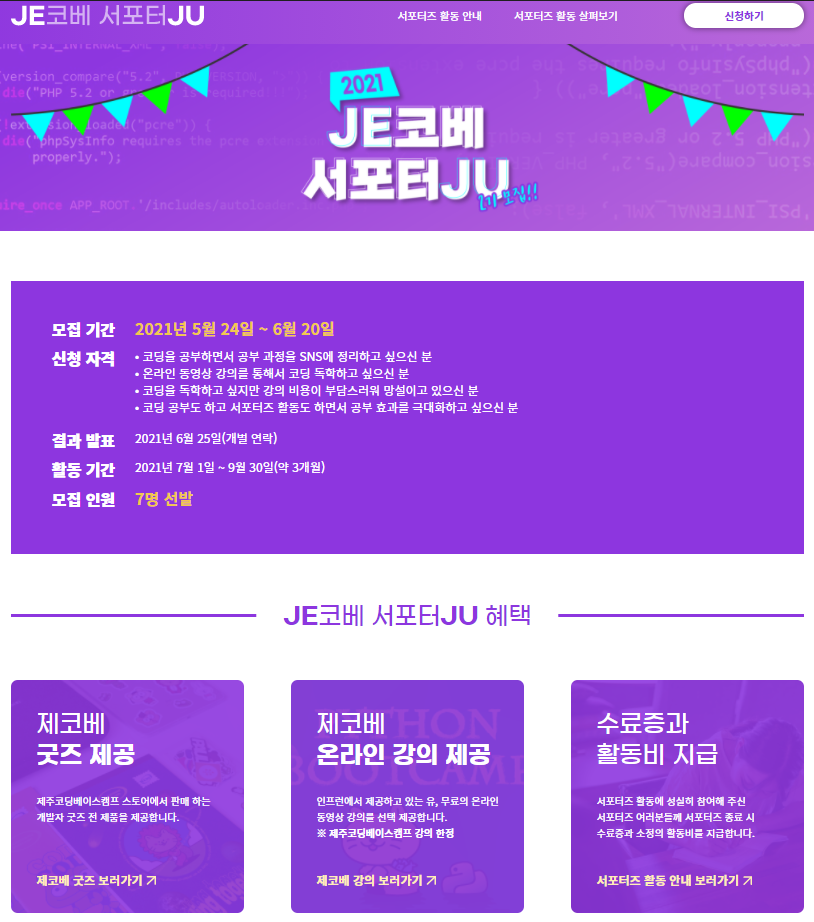 JE코베 서포터JU
서포터즈 활동 안내
서포터즈 활동 살펴보기
신청하기
2021
JE코베
서포터JU
2기 모집!!
version_compare("5.2",
die("PHP 5.2 or
die("phpSysInfo requires the pcre
properly.");
APP_ROOT.'/includes/
모집 기간 2021년 5월 24일 ~ 6월 20일
신청 자격 • 코딩을 공부하면서 공부 과정을 SNS에 정리하고 싶으신 분
• 온라인 동영상 강의를 통해서 코딩 독학하고 싶으신 분
• 코딩을 독학하고 싶지만 강의 비용이 부담스러워 망설이고 있으신 분
• 코딩 공부도 하고 서포터즈 활동도 하면서 공부 효과를 극대화하고 싶으신 분
결과 발표 2021년 6월 25일(개별 연락)
활동 기간 2021년 7월 1일 ~ 9월 30일(약 3개월)
모집 인원 7명 선발
JE코베 서포터JU 혜택
제코베
굿즈 제공
제주코딩베이스캠프 스토어에서 판매 하는
개발자 굿즈 전 제품을 제공합니다.
제코베 굿즈 보러가기
제코베
온라인 강의 제공
인프런에서 제공하고 있는 유, 무료의 온라인
동영상 강의를 선택 제공합니다.
※ 제주코딩베이스캠프 강의 한정
제코베 강의 보러가기
수료증과
활동비 지급
서포터즈 활동에 성실히 참여해 주신
서포터즈 여러분들께 서포터즈 종료 시
수료증과 소정의 활동비를 지급합니다.
서포터즈 활동 안내 보러가기